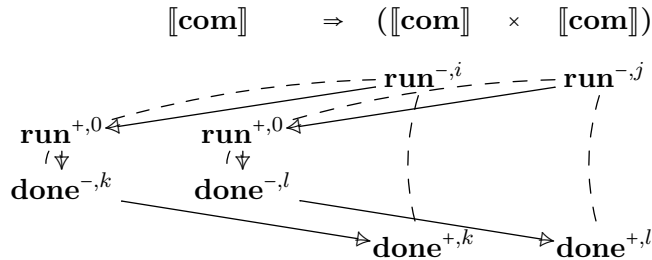 ⟦com⟧ ⇒ (⟦com⟧ × ⟦com⟧)
run⁻,ⁱ run⁻,ʲ
run⁺,⁰ run⁺,⁰
done⁻,ᵏ done⁻,ˡ
done⁺,ᵏ done⁺,ˡ